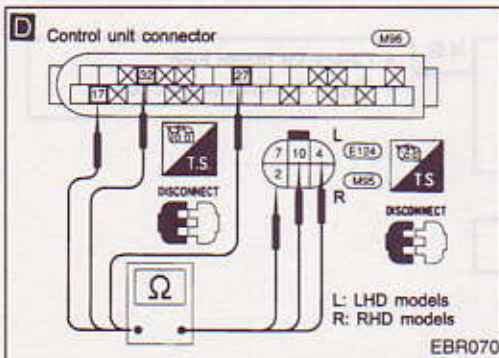 D Control unit connector M96
32 27
17
T.S.
DISCONNECT
L
7 10 4 E124
2 M95
R
T.S
DISCONNECT
Ω
L: LHD models
R: RHD models
EBR070